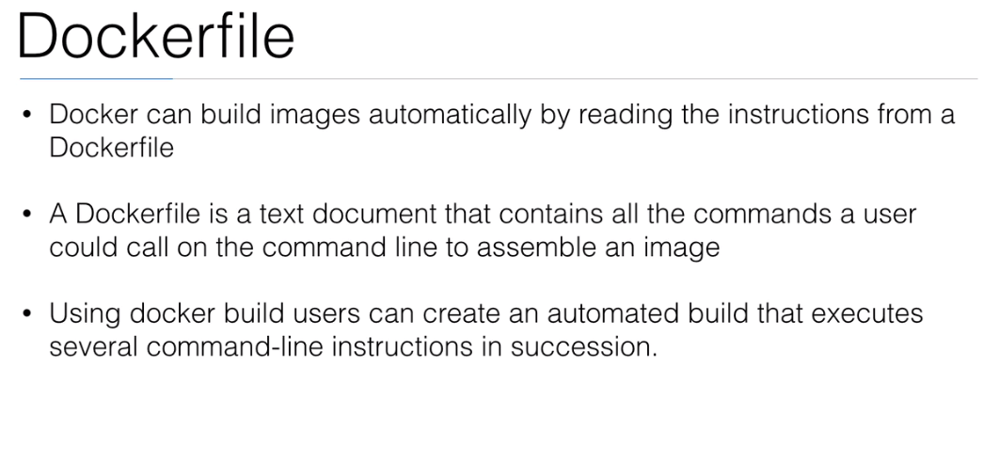 Dockerfile
• Docker can build images automatically by reading the instructions from a
Dockerfile
• A Dockerfile is a text document that contains all the commands a user
could call on the command line to assemble an image
• Using docker build users can create an automated build that executes
several command-line instructions in succession.